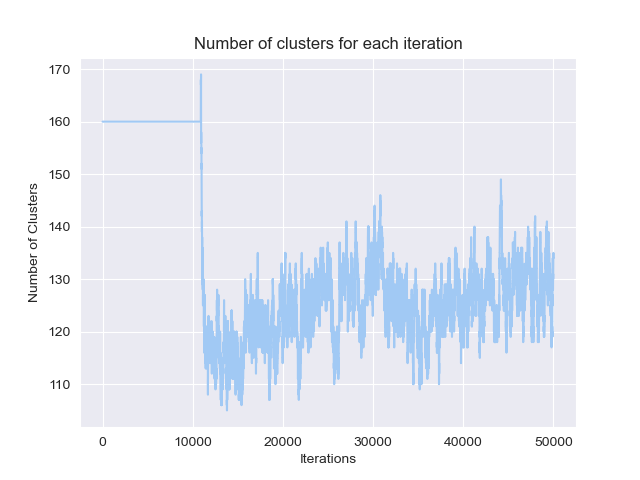 Number of clusters for each iteration
170
160
150
140
130
120
110
Number of Clusters
0 10000 20000 30000 40000 50000
Iterations